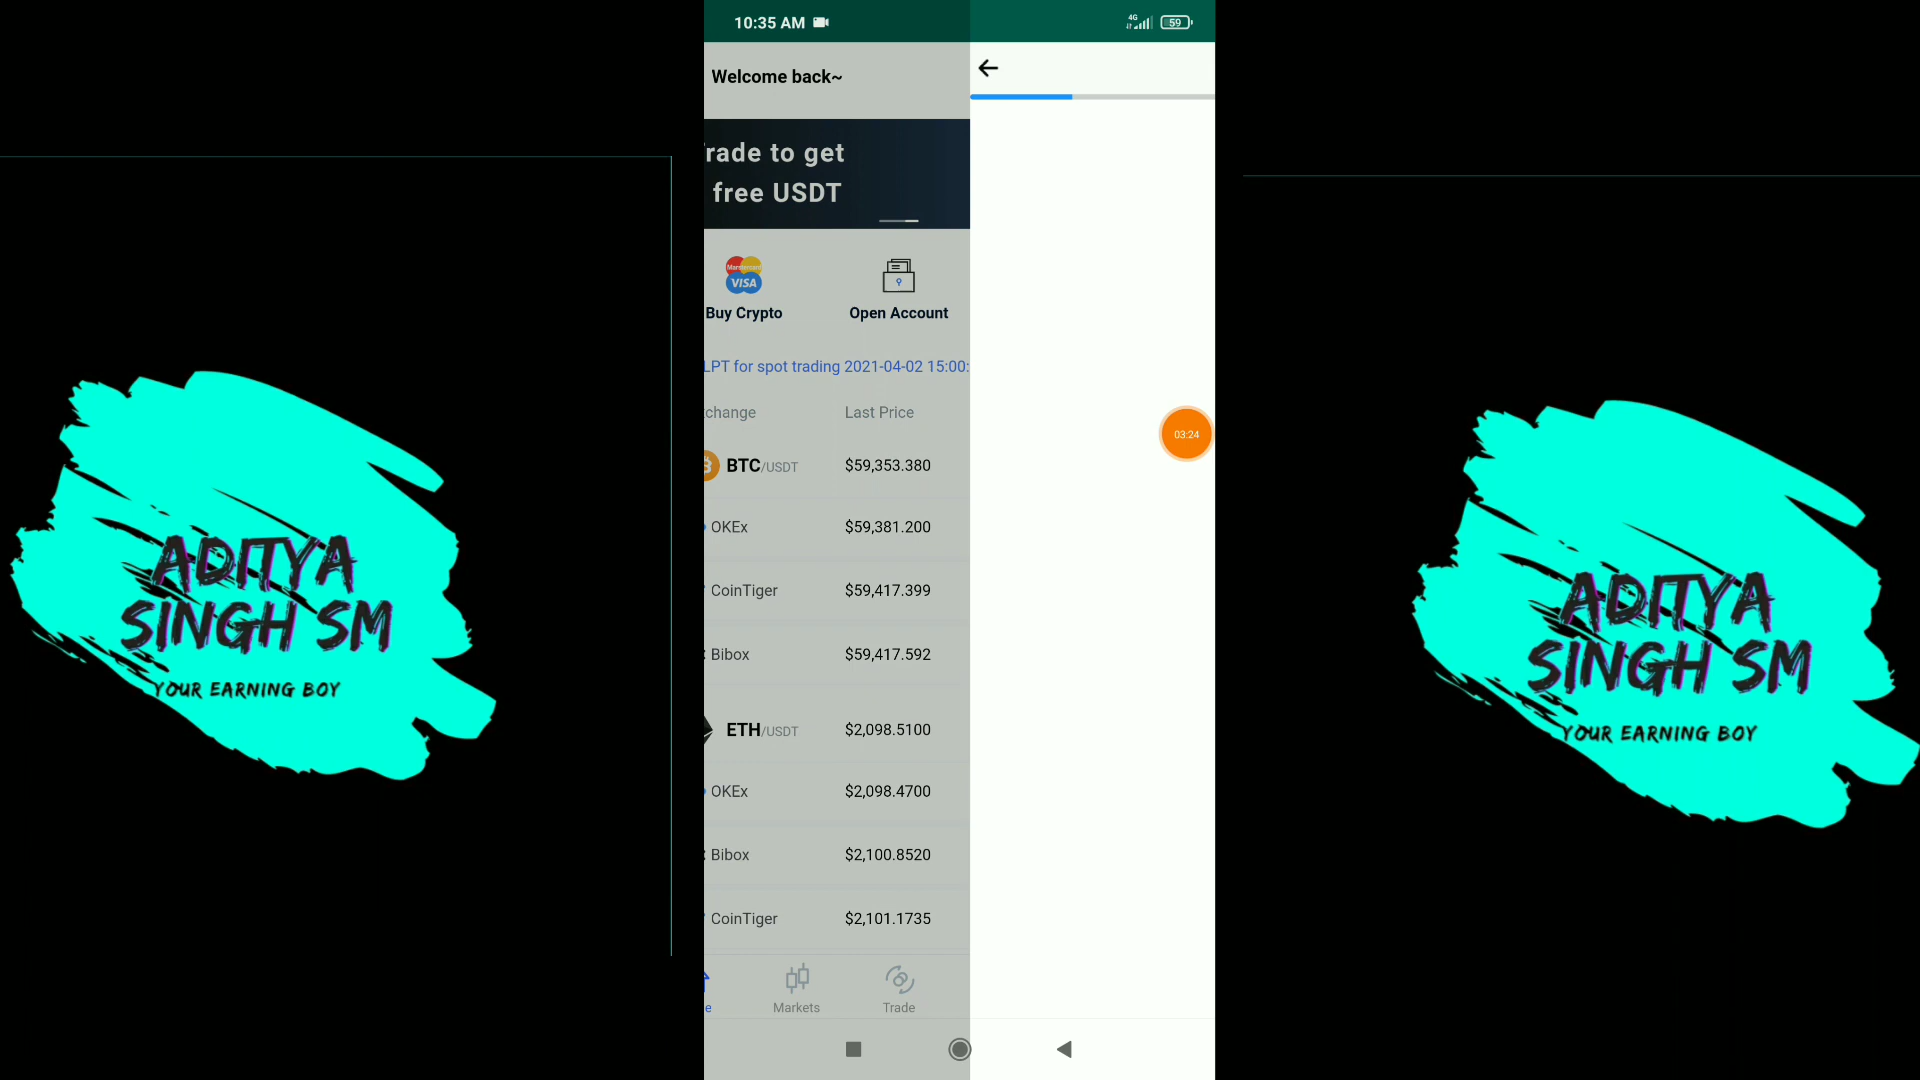 10:35 AM
4G
59
Welcome back~
rade to get
free USDT
Mastercard
VISA
Buy Crypto
Open Account
LPT for spot trading 2021-04-02 15:00:
change
Last Price
BTC/USDT
$59,353.380
OKEx
$59,381.200
CoinTiger
$59,417.399
Bibox
$59,417.592
ETH/USDT
$2,098.5100
OKEx
$2,098.4700
Bibox
$2,100.8520
CoinTiger
$2,101.1735
e
Markets
Trade
03:24
ADITYA
SINGH SM
YOUR EARNING BOY
ADITYA
SINGH SM
YOUR EARNING BOY